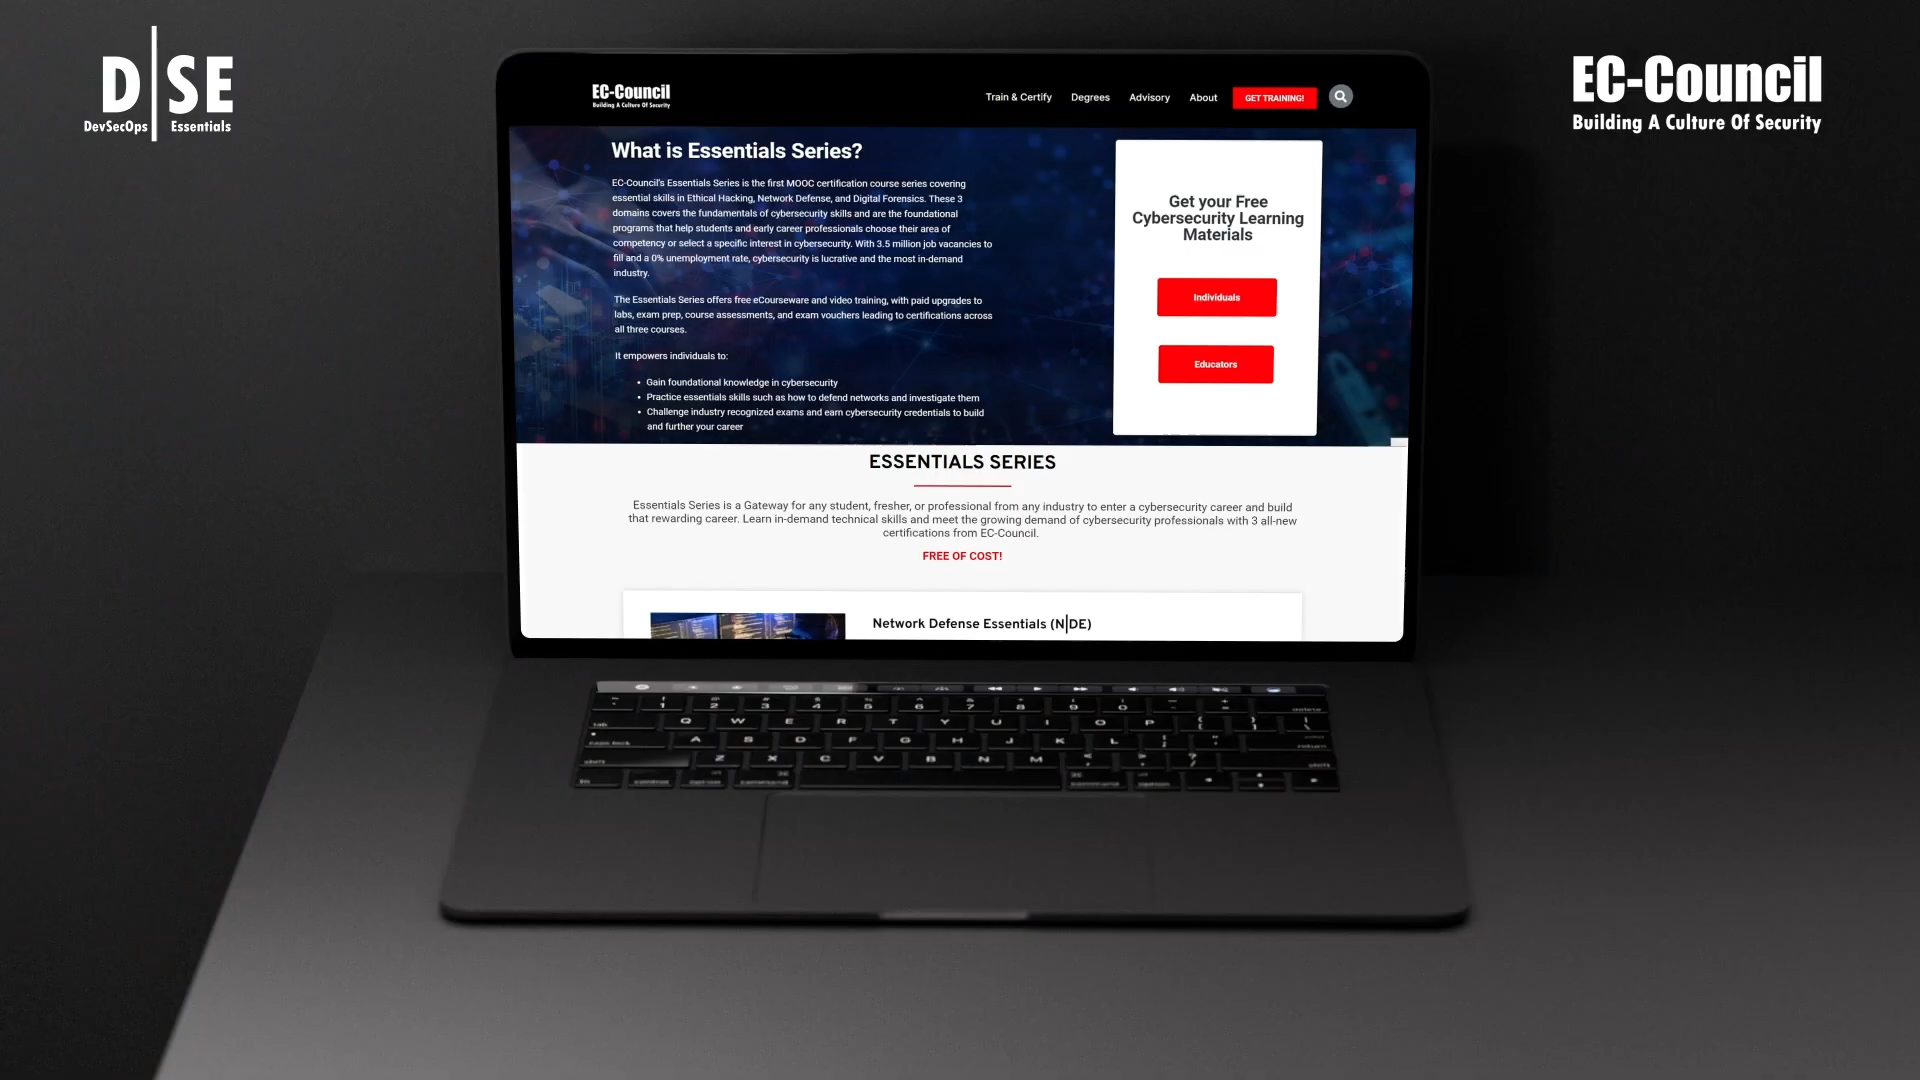 D|SE
DevSecOps Essentials
EC-Council
Building A Culture Of Security
EC-Council
Building A Culture Of Security
Train & Certify
Degrees
Advisory
About
GET TRAINING!
What is Essentials Series?
EC-Council's Essentials Series is the first MOOC certification course series covering
essential skills in Ethical Hacking, Network Defense, and Digital Forensics. These 3
domains covers the fundamentals of cybersecurity skills and are the foundational
programs that help students and early career professionals choose their area of
competency or select a specific interest in cybersecurity. With 3.5 million job vacancies to
fill and a 0% unemployment rate, cybersecurity is lucrative and the most in-demand
industry.
The Essentials Series offers free eCourseware and video training, with paid upgrades to
labs, exam prep, course assessments, and exam vouchers leading to certifications across
all three courses.
It empowers individuals to:
• Gain foundational knowledge in cybersecurity
• Practice essentials skills such as how to defend networks and investigate them
• Challenge industry recognized exams and earn cybersecurity credentials to build
and further your career
Get your Free
Cybersecurity Learning
Materials
Individuals
Educators
ESSENTIALS SERIES
Essentials Series is a Gateway for any student, fresher, or professional from any industry to enter a cybersecurity career and build
that rewarding career. Learn in-demand technical skills and meet the growing demand of cybersecurity professionals with 3 all-new
certifications from EC-Council.
FREE OF COST!
Network Defense Essentials (N|DE)
1 2 3 4 5 6 7 8 9 0
tab Q W E R T Y U I O P
A S D F G H J K L
Z X C V B N M